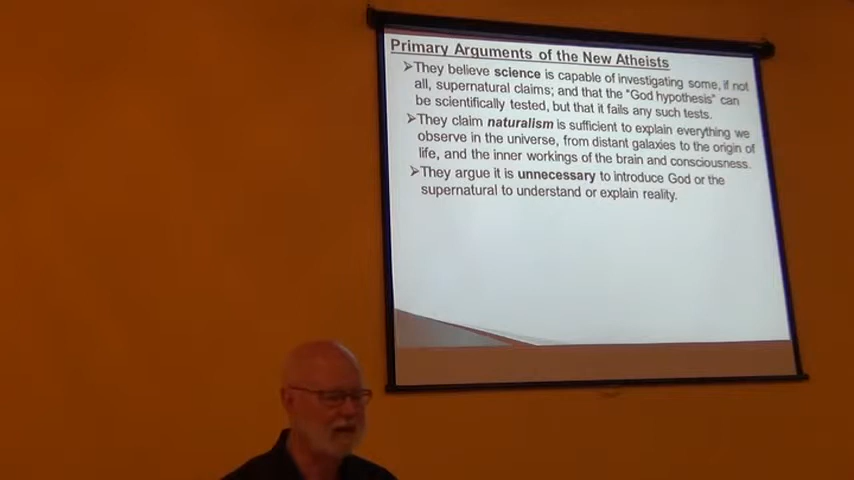 Primary Arguments of the New Atheists
➢They believe science is capable of investigating some, if not
all, supernatural claims; and that the "God hypothesis" can
be scientifically tested, but that it fails any such tests.
➢They claim naturalism is sufficient to explain everything we
observe in the universe, from distant galaxies to the origin of
life, and the inner workings of the brain and consciousness.
➢They argue it is unnecessary to introduce God or the
supernatural to understand or explain reality.